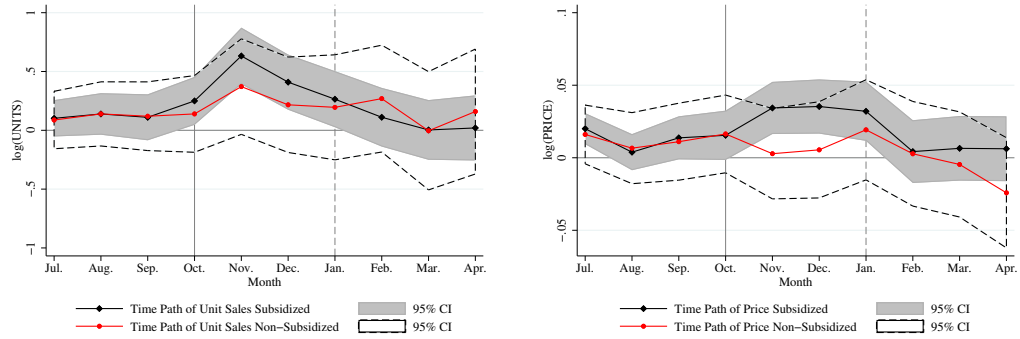 log(UNITS)
1
.5
0
-.5
-1
Jul. Aug. Sep. Oct. Nov. Dec. Jan. Feb. Mar. Apr.
Month
Time Path of Unit Sales Subsidized 95% CI
Time Path of Unit Sales Non-Subsidized 95% CI
log(PRICE)
.1
.05
0
-.05
Jul. Aug. Sep. Oct. Nov. Dec. Jan. Feb. Mar. Apr.
Month
Time Path of Price Subsidized 95% CI
Time Path of Price Non-Subsidized 95% CI